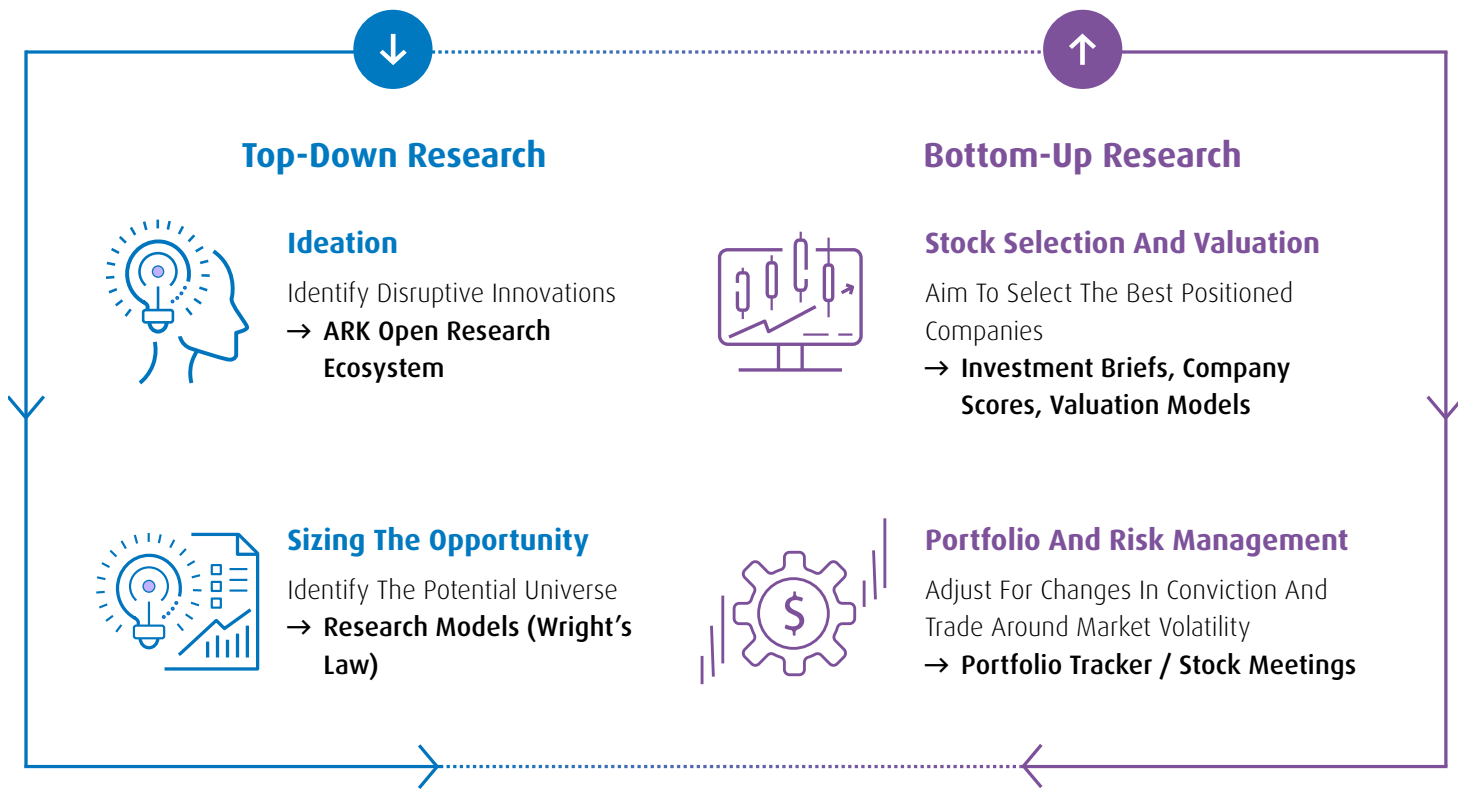 Top-Down Research
Ideation
Identify Disruptive Innovations
→ ARK Open Research
Ecosystem
Sizing The Opportunity
Identify The Potential Universe
→ Research Models (Wright’s
Law)
Bottom-Up Research
Stock Selection And Valuation
Aim To Select The Best Positioned
Companies
→ Investment Briefs, Company
Scores, Valuation Models
Portfolio And Risk Management
Adjust For Changes In Conviction And
Trade Around Market Volatility
→ Portfolio Tracker / Stock Meetings
$